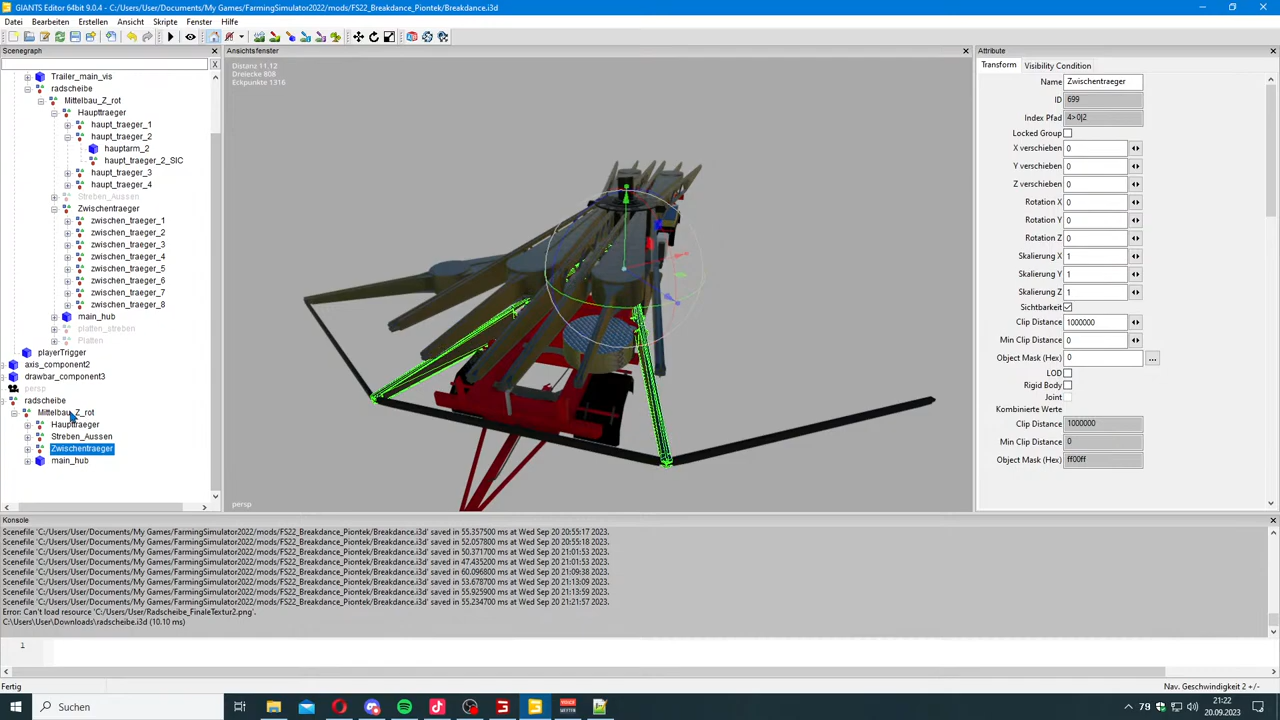 GIANTS Editor 64bit 9.0.4 - C:/Users/User/Documents/My Games/FarmingSimulator2022/mods/FS22_Breakdance_Piontek/Breakdance.i3d
Datei Bearbeiten Erstellen Ansicht Skripte Fenster Hilfe
Scenegraph
X
Trailer_main_vis
radscheibe
Mittelbau_Z_rot
Haupttraeger
haupt_traeger_1
haupt_traeger_2
hauptarm_2
haupt_traeger_2_SIC
haupt_traeger_3
haupt_traeger_4
Streben_Aussen
Zwischentraeger
zwischen_traeger_1
zwischen_traeger_2
zwischen_traeger_3
zwischen_traeger_4
zwischen_traeger_5
zwischen_traeger_6
zwischen_traeger_7
zwischen_traeger_8
main_hub
platten_streben
Platten
playerTrigger
axis_component2
drawbar_component3
persp
radscheibe
Mittelbau_Z_rot
Haupttraeger
Streben_Aussen
Zwischentraeger
main_hub
Ansichtsfenster
Distanz 11.12
Dreiecke 808
Eckpunkte 1316
persp
Attribute
Transform Visibility Condition
Name Zwischentraeger
ID 699
Index Pfad 4>0|2
Locked Group
X verschieben 0
Y verschieben 0
Z verschieben 0
Rotation X 0
Rotation Y 0
Rotation Z 0
Skalierung X 1
Skalierung Y 1
Skalierung Z 1
Sichtbarkeit
Clip Distance 1000000
Min Clip Distance 0
Object Mask (Hex) 0 ...
LOD
Rigid Body
Joint
Kombinierte Werte
Clip Distance 1000000
Min Clip Distance 0
Object Mask (Hex) ff00ff
Konsole
Scenefile 'C:/Users/User/Documents/My Games/FarmingSimulator2022/mods/FS22_Breakdance_Piontek/Breakdance.i3d' saved in 55.357500 ms at Wed Sep 20 20:55:17 2023.
Scenefile 'C:/Users/User/Documents/My Games/FarmingSimulator2022/mods/FS22_Breakdance_Piontek/Breakdance.i3d' saved in 52.057800 ms at Wed Sep 20 20:55:18 2023.
Scenefile 'C:/Users/User/Documents/My Games/FarmingSimulator2022/mods/FS22_Breakdance_Piontek/Breakdance.i3d' saved in 50.371700 ms at Wed Sep 20 21:01:53 2023.
Scenefile 'C:/Users/User/Documents/My Games/FarmingSimulator2022/mods/FS22_Breakdance_Piontek/Breakdance.i3d' saved in 47.435200 ms at Wed Sep 20 21:01:53 2023.
Scenefile 'C:/Users/User/Documents/My Games/FarmingSimulator2022/mods/FS22_Breakdance_Piontek/Breakdance.i3d' saved in 60.096800 ms at Wed Sep 20 21:09:38 2023.
Scenefile 'C:/Users/User/Documents/My Games/FarmingSimulator2022/mods/FS22_Breakdance_Piontek/Breakdance.i3d' saved in 53.678700 ms at Wed Sep 20 21:13:09 2023.
Scenefile 'C:/Users/User/Documents/My Games/FarmingSimulator2022/mods/FS22_Breakdance_Piontek/Breakdance.i3d' saved in 55.925900 ms at Wed Sep 20 21:13:59 2023.
Scenefile 'C:/Users/User/Documents/My Games/FarmingSimulator2022/mods/FS22_Breakdance_Piontek/Breakdance.i3d' saved in 55.234700 ms at Wed Sep 20 21:21:57 2023.
Error: Can't load resource 'C:/Users/User/Radscheibe_FinaleTextur2.png'.
C:\Users\User\Downloads\radscheibe.i3d (10.10 ms)
1
Fertig
Nav. Geschwindigkeit 2 +/-
Suchen
79
21:22
20.09.2023